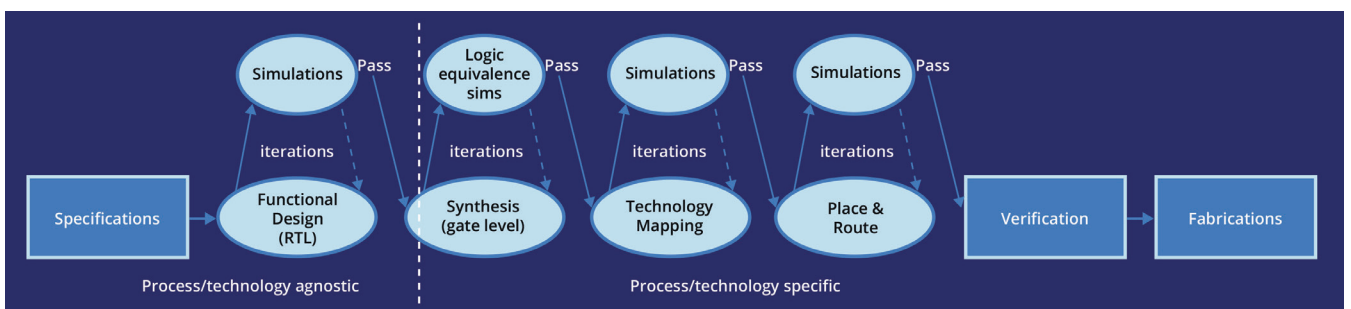 Simulations
Pass
Logic
equivalence
sims
Pass
Simulations
Pass
Simulations
Pass
iterations
iterations
iterations
iterations
Specifications
Functional
Design
(RTL)
Synthesis
(gate level)
Technology
Mapping
Place &
Route
Verification
Fabrications
Process/technology agnostic
Process/technology specific